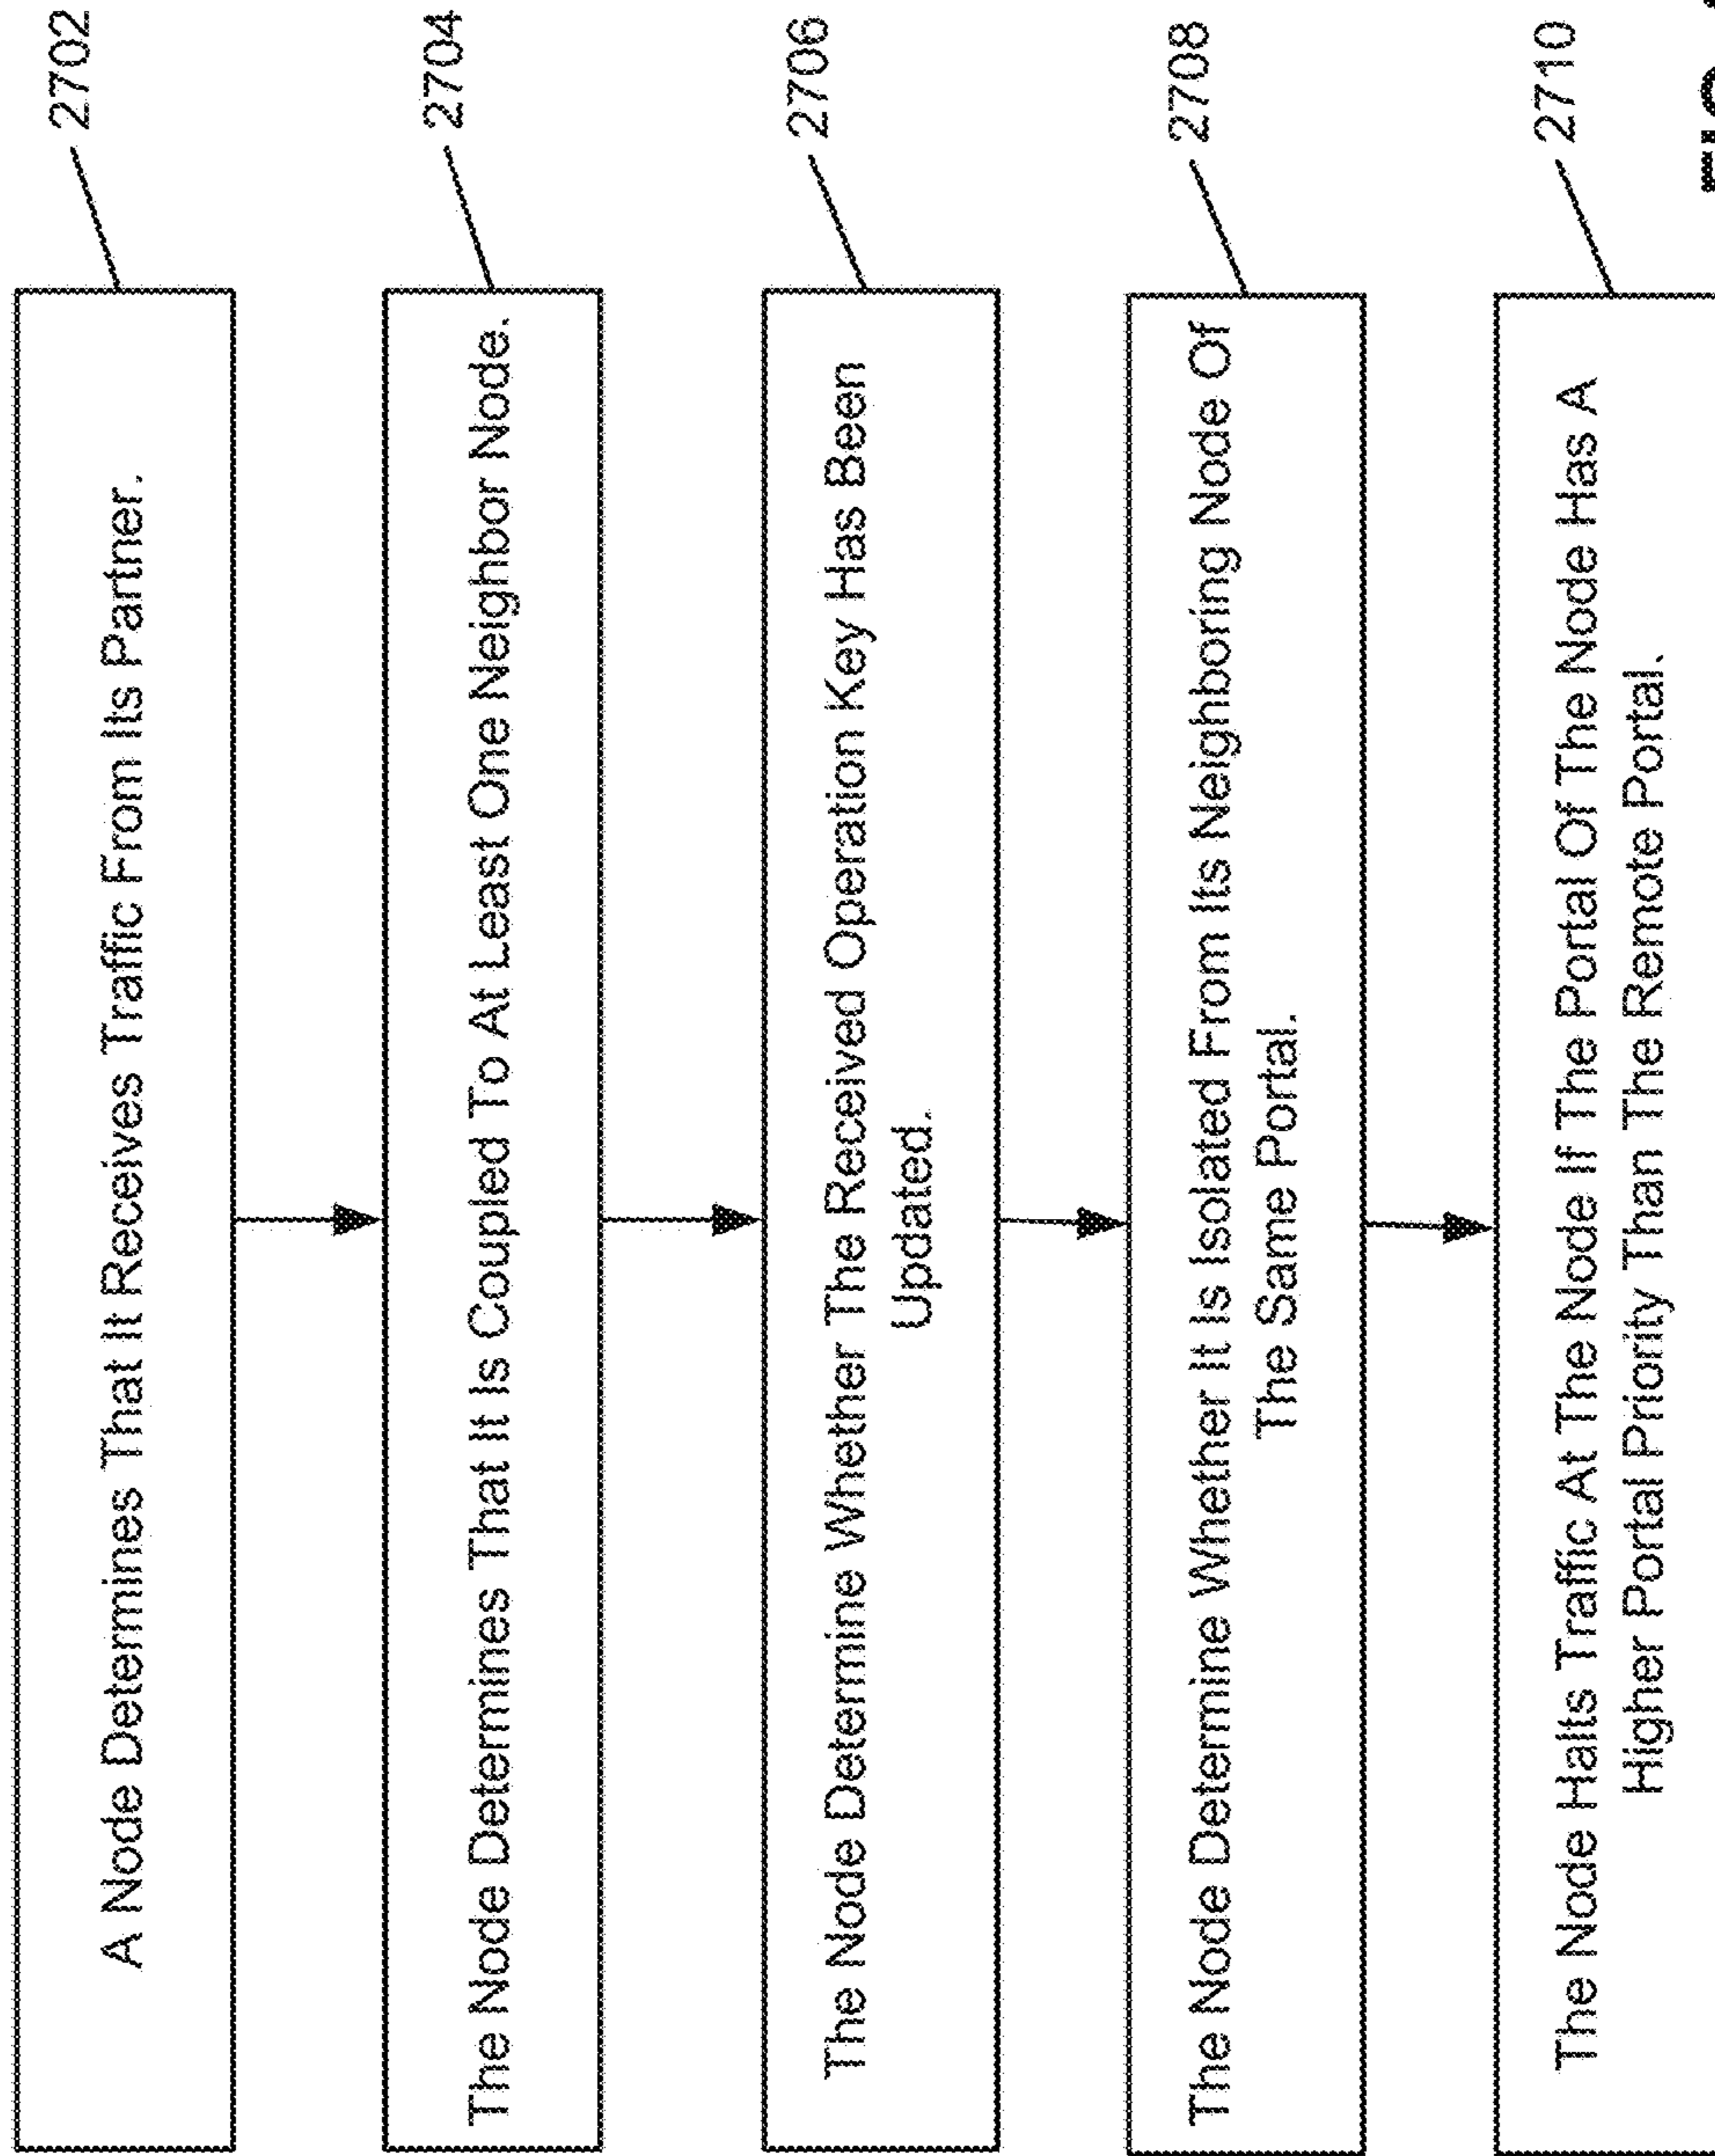 A Node Determines That It Receives Traffic From Its Partner.
2702
The Node Determines That It Is Coupled To At Least One Neighbor Node.
2704
The Node Determine Whether The Received Operation Key Has Been
Updated.
2706
The Node Determine Whether It Is Isolated From Its Neighboring Node Of
The Same Portal.
2708
The Node Halts Traffic At The Node If The Portal Of The Node Has A
Higher Portal Priority Than The Remote Portal.
2710